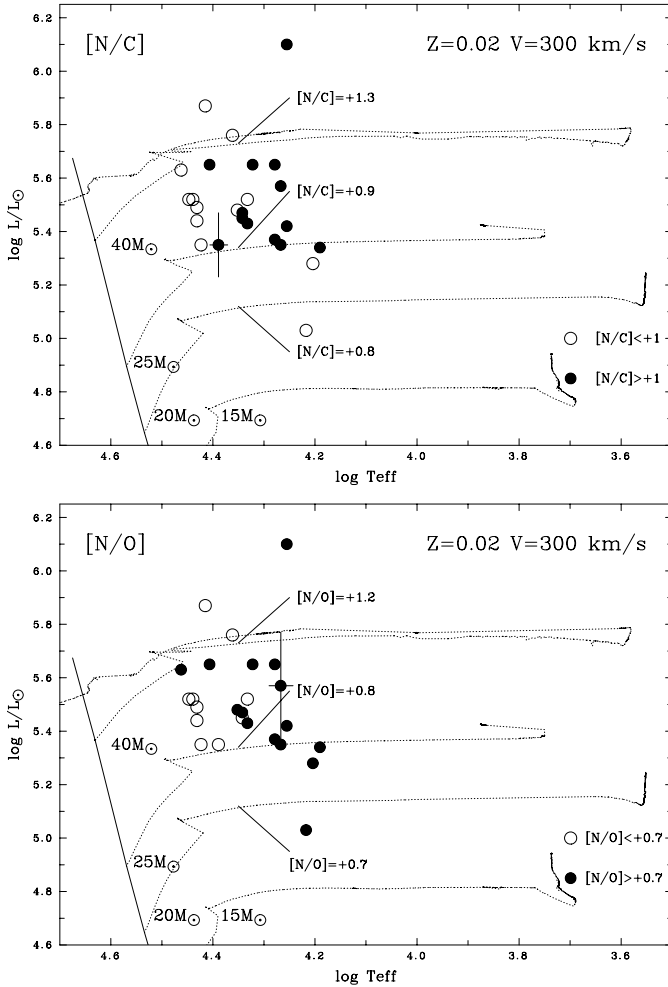 [N/C]
Z=0.02 V=300 km/s
6.2
6.0
5.8
5.6
5.4
5.2
5.0
4.8
4.6
log L/L⊙
[N/C]=+1.3
[N/C]=+0.9
[N/C]=+0.8
40M⊙
25M⊙
20M⊙
15M⊙
[N/C]<+1
[N/C]>+1
4.6
4.4
4.2
4.0
3.8
3.6
log Teff
[N/O]
Z=0.02 V=300 km/s
6.2
6.0
5.8
5.6
5.4
5.2
5.0
4.8
4.6
log L/L⊙
[N/O]=+1.2
[N/O]=+0.8
[N/O]=+0.7
40M⊙
25M⊙
20M⊙
15M⊙
[N/O]<+0.7
[N/O]>+0.7
4.6
4.4
4.2
4.0
3.8
3.6
log Teff